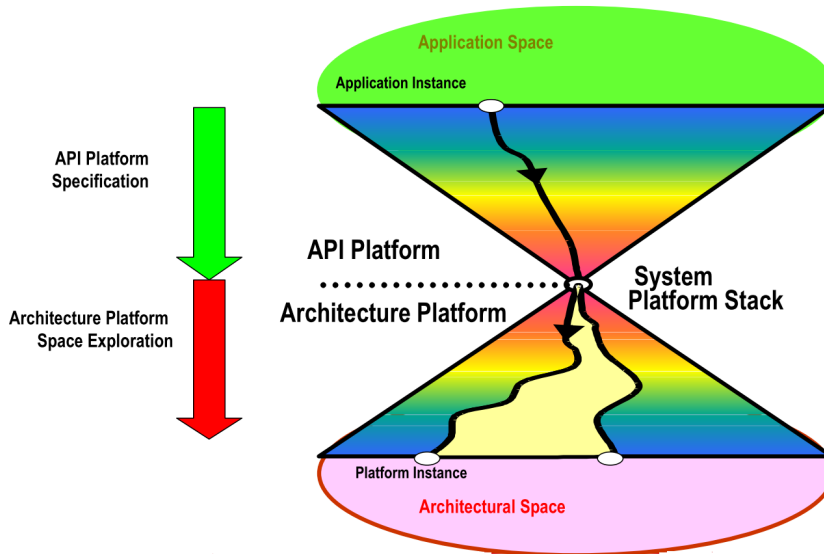 Application Space
Application Instance
API Platform
Specification
API Platform
System
Platform Stack
Architecture Platform
Architecture Platform
Space Exploration
Platform Instance
Architectural Space